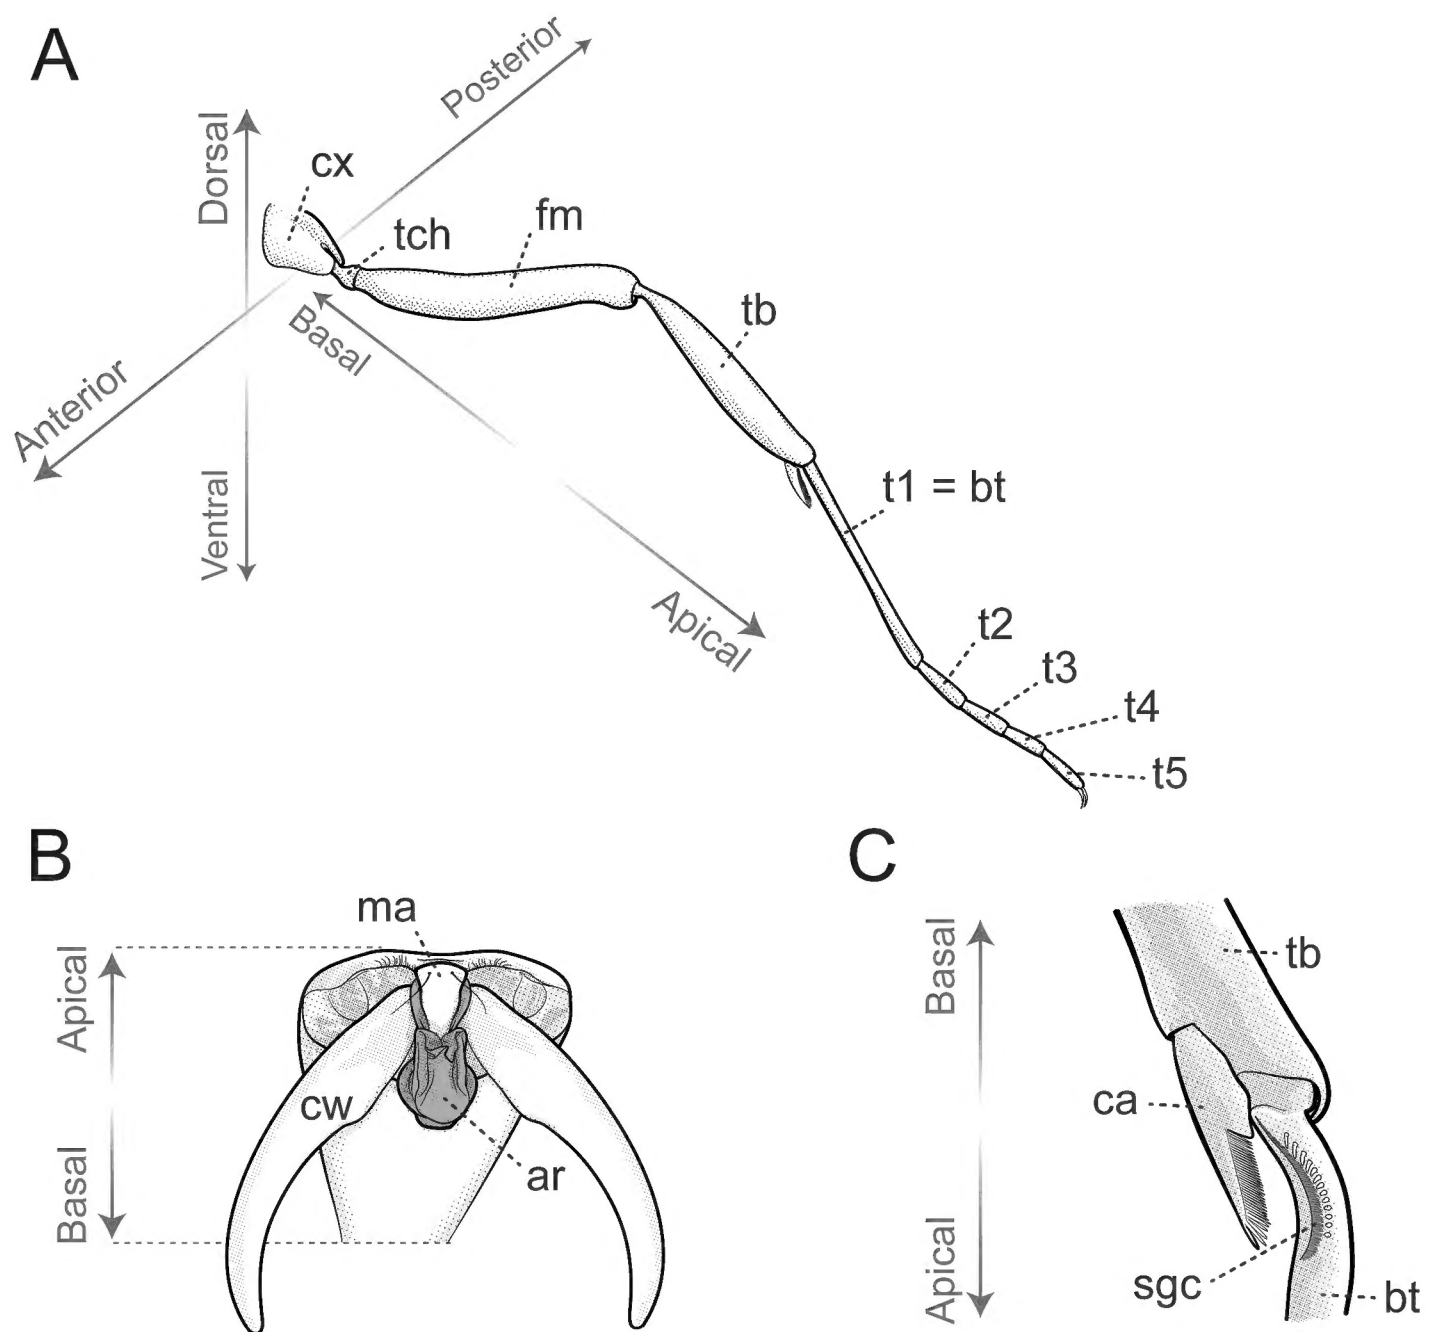 A
Posterior
Dorsal
cx
tch
fm
tb
Basal
Anterior
Ventral
t1 = bt
Apical
t2
t3
t4
t5
B
ma
Apical
Basal
cw
ar
C
Basal
Apical
tb
ca
sgc
bt